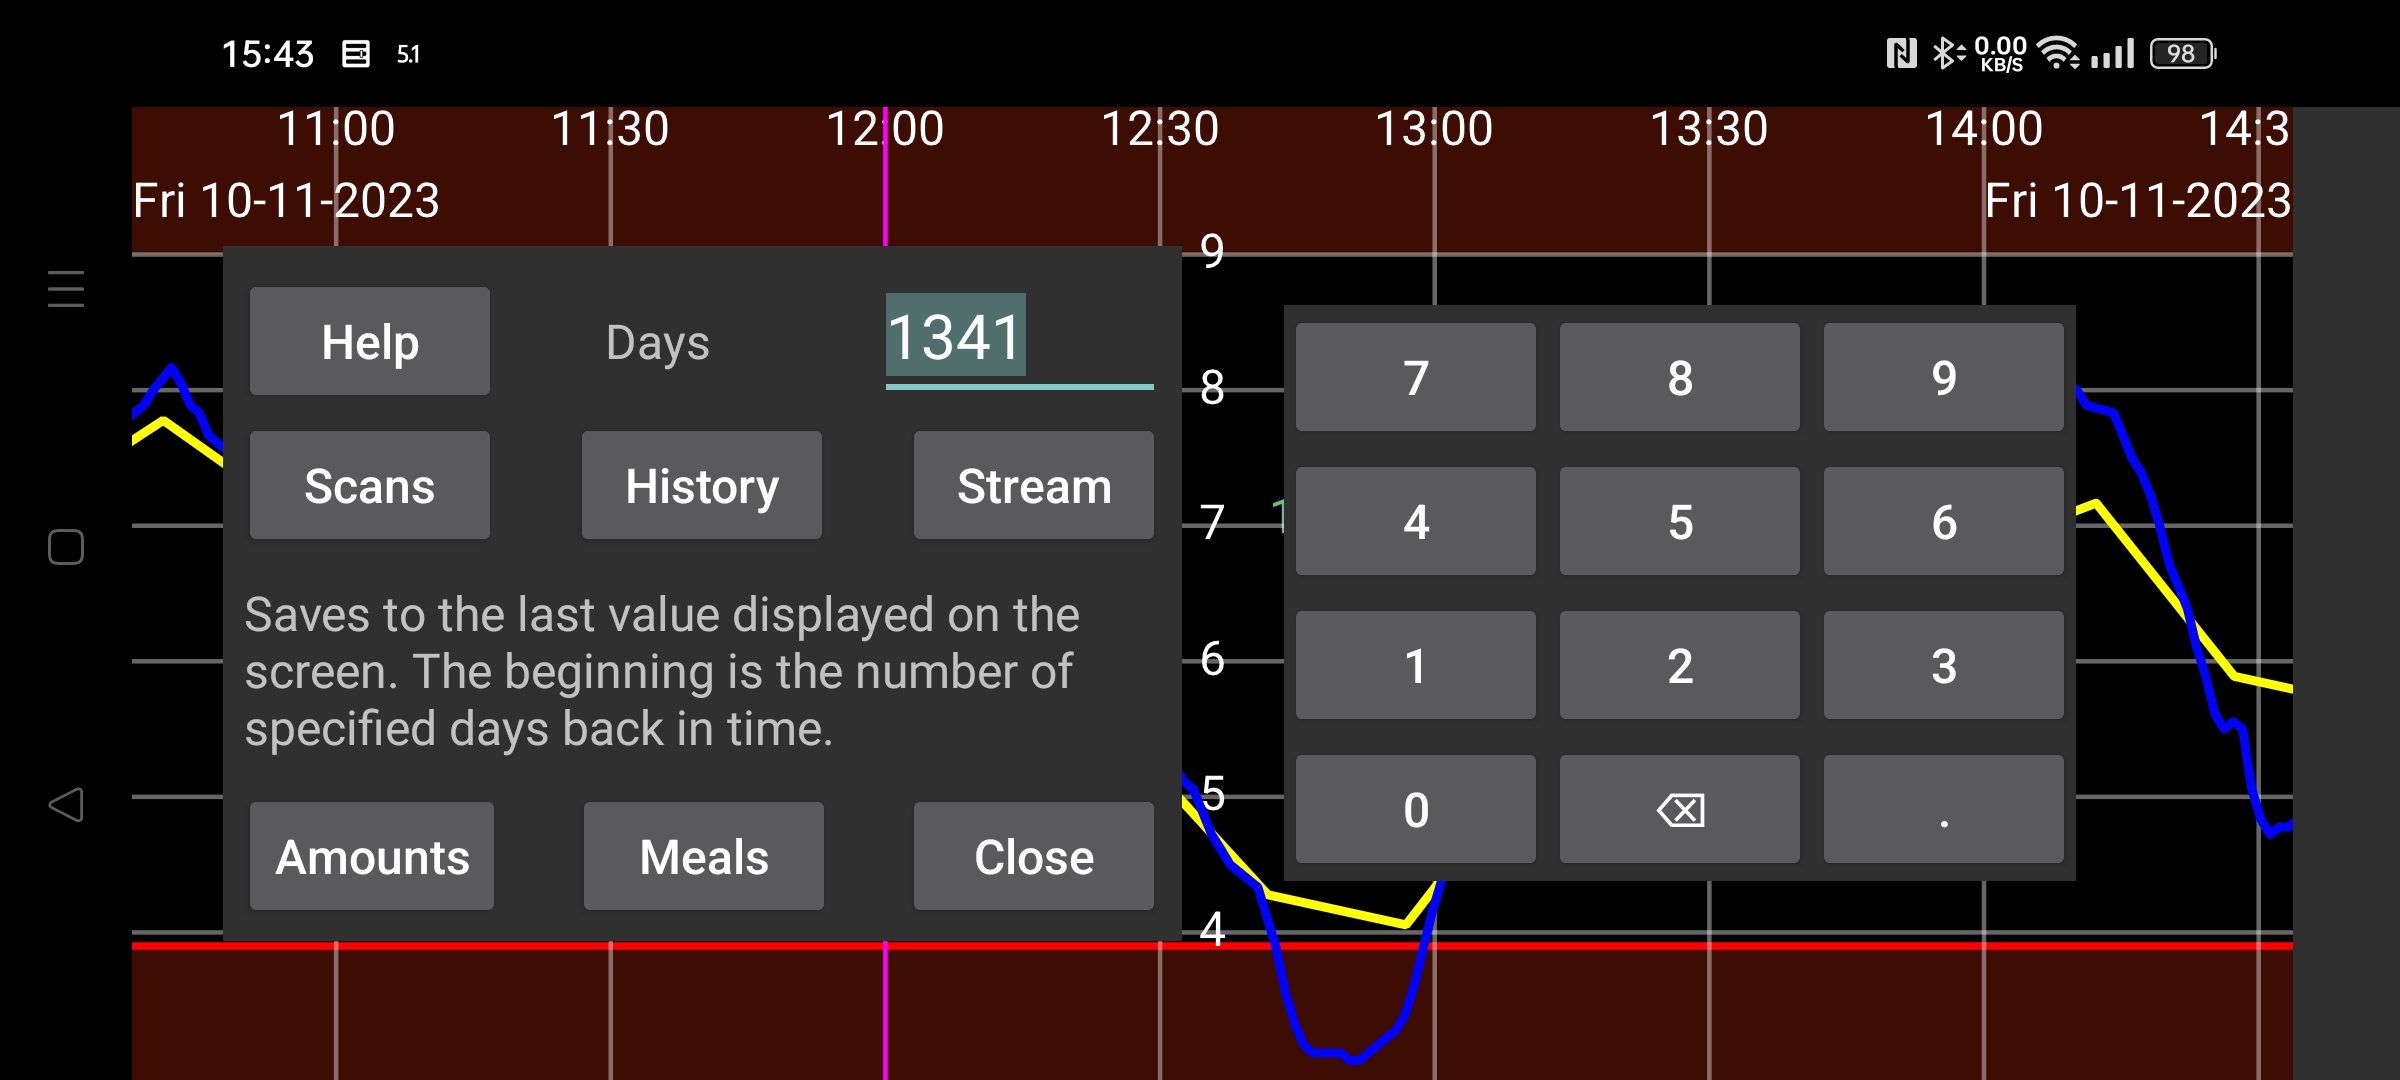 15:43 5.1 0.00 KB/S 98
11:00 11:30 12:00 12:30 13:00 13:30 14:00 14:3
Fri 10-11-2023 Fri 10-11-2023
9
8
7
6
5
4
Help Days 1341
Scans History Stream
Saves to the last value displayed on the
screen. The beginning is the number of
specified days back in time.
Amounts Meals Close
7 8 9
4 5 6
1 2 3
0 .